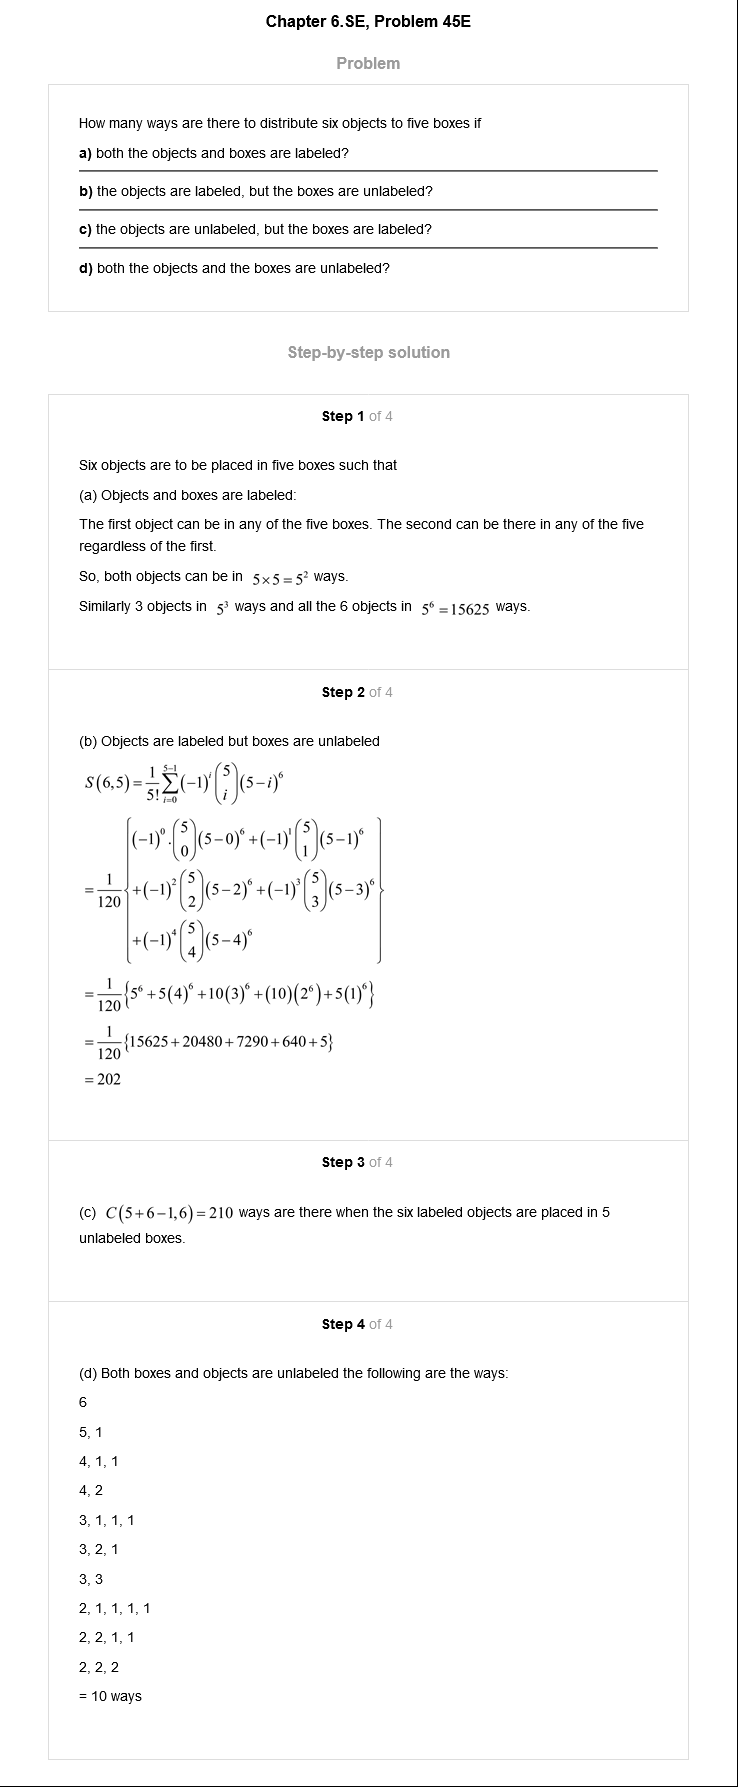 Chapter 6.SE, Problem 45E
Problem
How many ways are there to distribute six objects to five boxes if
a) both the objects and boxes are labeled?
b) the objects are labeled, but the boxes are unlabeled?
c) the objects are unlabeled, but the boxes are labeled?
d) both the objects and the boxes are unlabeled?
Step-by-step solution
Step 1 of 4
Six objects are to be placed in five boxes such that
(a) Objects and boxes are labeled:
The first object can be in any of the five boxes. The second can be there in any of the five
regardless of the first.
So, both objects can be in 5×5=5² ways.
Similarly 3 objects in 5³ ways and all the 6 objects in 5⁶ =15625 ways.
Step 2 of 4
(b) Objects are labeled but boxes are unlabeled
S(6,5)=\frac{1}{5!}\sum_{i=0}^{5-1}(-1)^i\binom{5}{i}(5-i)^6
=\frac{1}{120}\{(-1)^0.\binom{5}{0}(5-0)^6+(-1)^1\binom{5}{1}(5-1)^6
+(-1)^2\binom{5}{2}(5-2)^6+(-1)^3\binom{5}{3}(5-3)^6
+(-1)^4\binom{5}{4}(5-4)^6\}
=\frac{1}{120}\{5^6+5(4)^6+10(3)^6+(10)(2^6)+5(1)^6\}
=\frac{1}{120}\{15625+20480+7290+640+5\}
=202
Step 3 of 4
(c) C(5+6−1,6)=210 ways are there when the six labeled objects are placed in 5
unlabeled boxes.
Step 4 of 4
(d) Both boxes and objects are unlabeled the following are the ways:
6
5, 1
4, 1, 1
4, 2
3, 1, 1, 1
3, 2, 1
3, 3
2, 1, 1, 1, 1
2, 2, 1, 1
2, 2, 2
= 10 ways